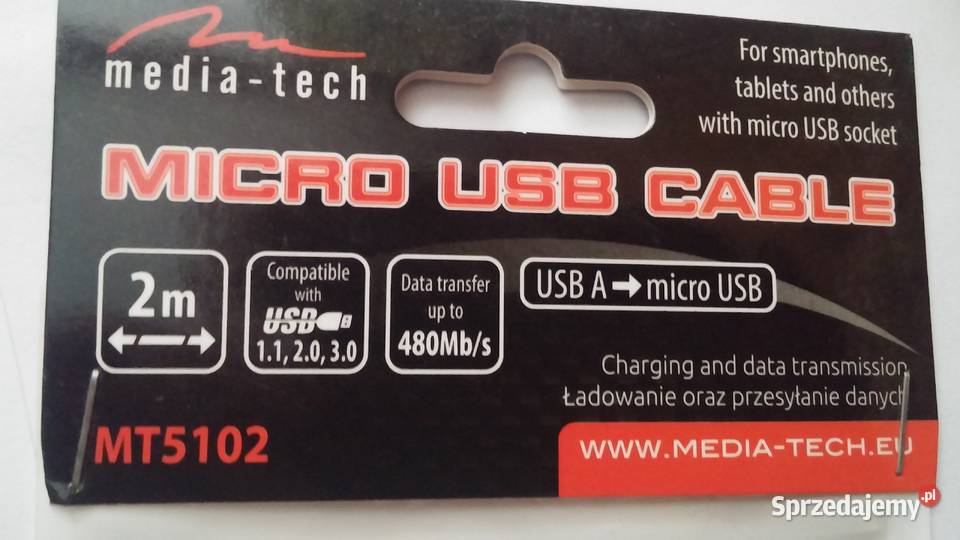 media-tech
For smartphones,
tablets and others
with micro USB socket
MICRO USB CABLE
2m
Compatible
with
USB
1.1, 2.0, 3.0
Data transfer
up to
480Mb/s
USB A → micro USB
Charging and data transmission
Ładowanie oraz przesyłanie danych
MT5102
WWW.MEDIA-TECH.EU
Sprzedajemy.pl